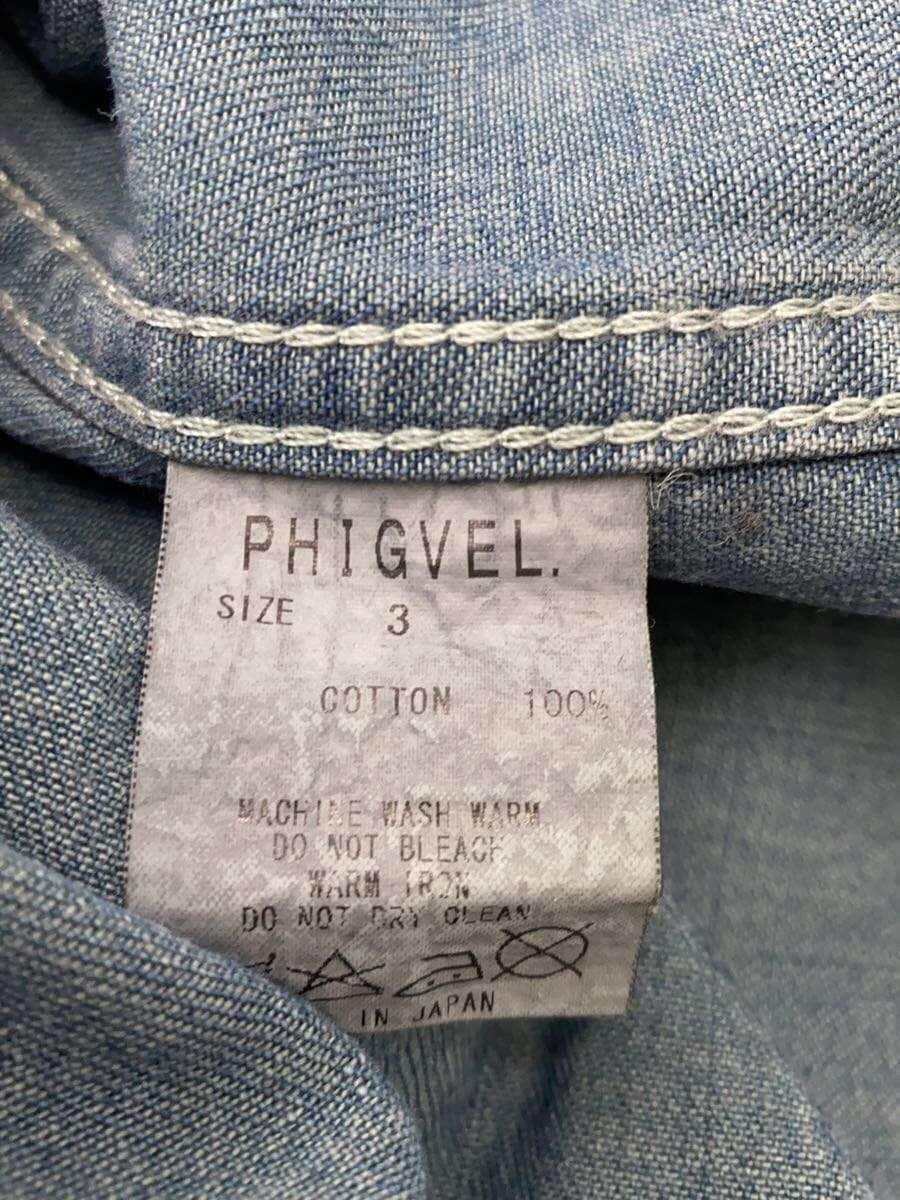 PHIGVEL.
SIZE 3
COTTON 100%
MACHINE WASH WARM
DO NOT BLEACH
WARM IRON
DO NOT DRY CLEAN
IN JAPAN